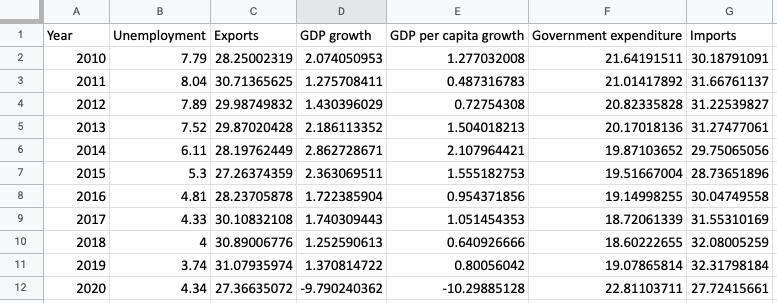 A B C D E F G
1 Year Unemployment Exports GDP growth GDP per capita growth Government expenditure Imports
2 2010 7.79 28.25002319 2.074050953 1.277032008 21.64191511 30.18791091
3 2011 8.04 30.71365625 1.275708411 0.487316783 21.01417892 31.66761137
4 2012 7.89 29.98749832 1.430396029 0.72754308 20.82335828 31.22539827
5 2013 7.52 29.87020428 2.186113352 1.504018213 20.17018136 31.27477061
6 2014 6.11 28.19762449 2.862728671 2.107964421 19.87103652 29.75065056
7 2015 5.3 27.26374359 2.363069511 1.555182753 19.51667004 28.73651896
8 2016 4.81 28.23705878 1.722385904 0.954371856 19.14998255 30.04749558
9 2017 4.33 30.10832108 1.740309443 1.051454353 18.72061339 31.55310169
10 2018 4 30.89006776 1.252590613 0.640926666 18.60222655 32.08005259
11 2019 3.74 31.07935974 1.370814722 0.80056042 19.07865814 32.31798184
12 2020 4.34 27.36635072 -9.790240362 -10.29885128 22.81103711 27.72415661